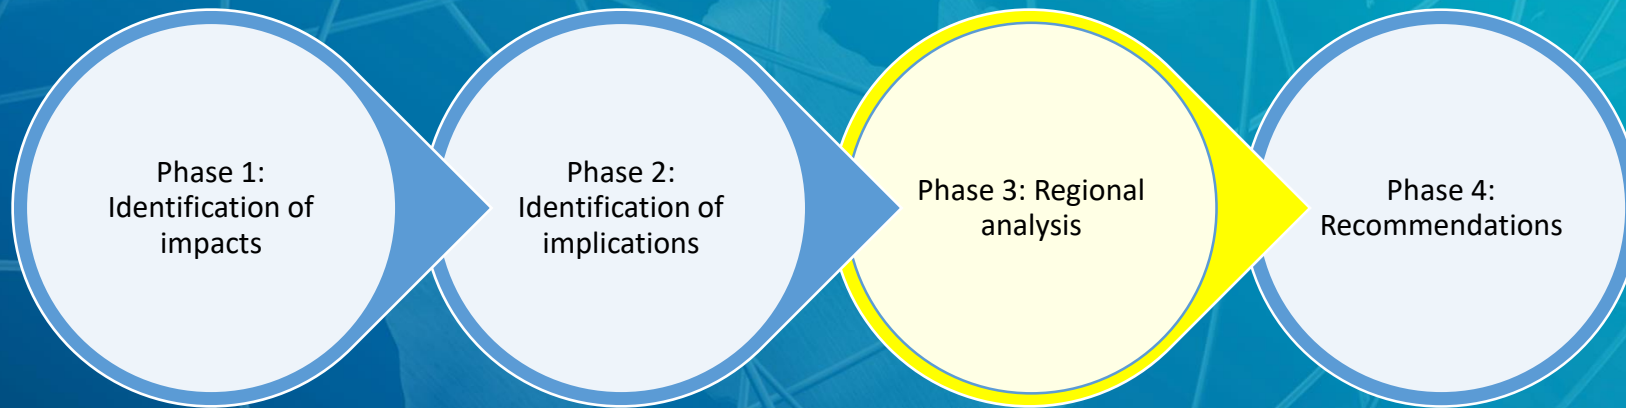 Phase 1:
Identification of
impacts
Phase 2:
Identification of
implications
Phase 3: Regional
analysis
Phase 4:
Recommendations